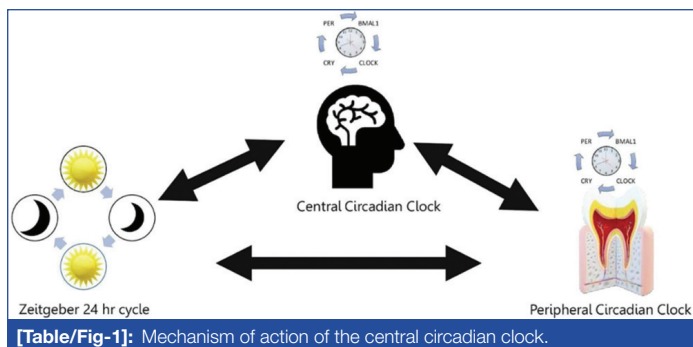 PER BMAL1
CRY CLOCK
Central Circadian Clock
PER BMAL1
CRY CLOCK
Zeitgeber 24 hr cycle
Peripheral Circadian Clock
[Table/Fig-1]: Mechanism of action of the central circadian clock.